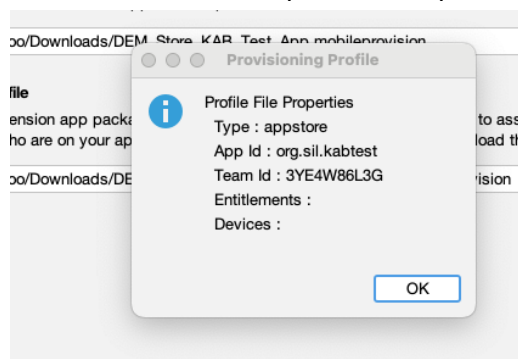 oo/Downloads/DEM_Store_KAB_Test_App.mobileprovision
Provisioning Profile
file
Profile File Properties
ension app packa
to ass
Type : appstore
ho are on your ap
load th
App Id : org.sil.kabtest
Team Id : 3YE4W86L3G
oo/Downloads/DE
vision
Entitlements :
Devices :
OK